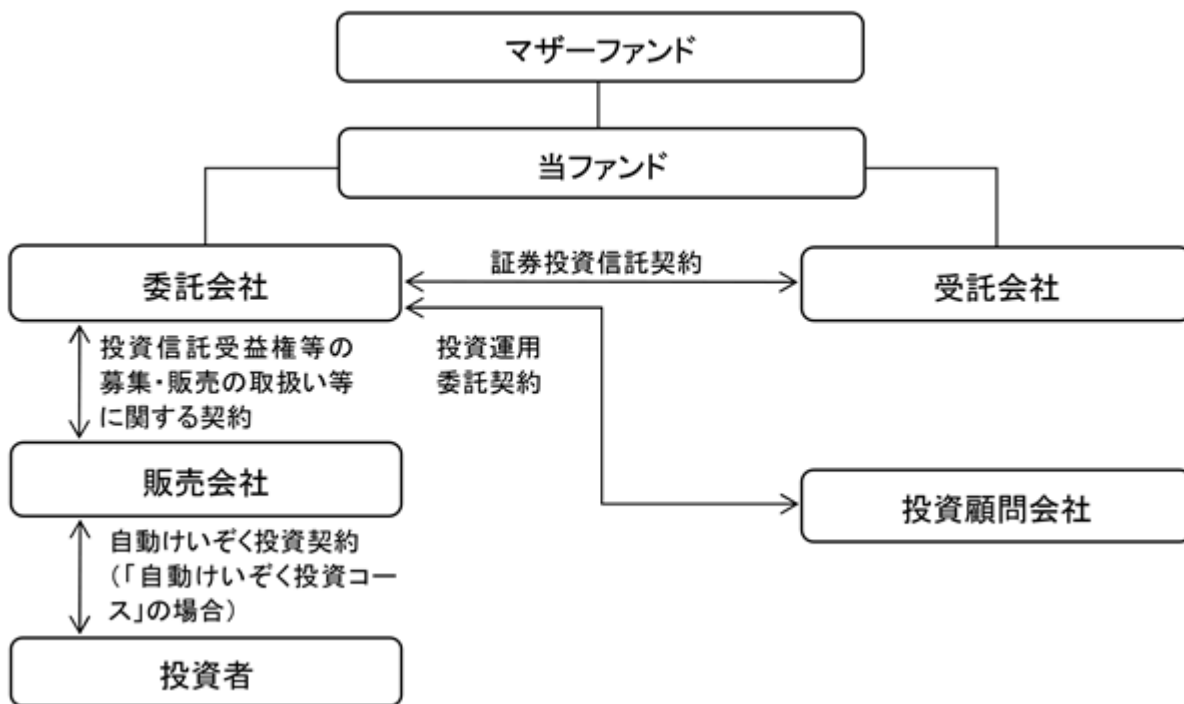 マザーファンド
当ファンド
委託会社
証券投資信託契約
受託会社
投資信託受益権等の
募集・販売の取扱い等
に関する契約
投資運用
委託契約
販売会社
投資顧問会社
自動けいぞく投資契約
(「自動けいぞく投資コー
ス」の場合)
投資者